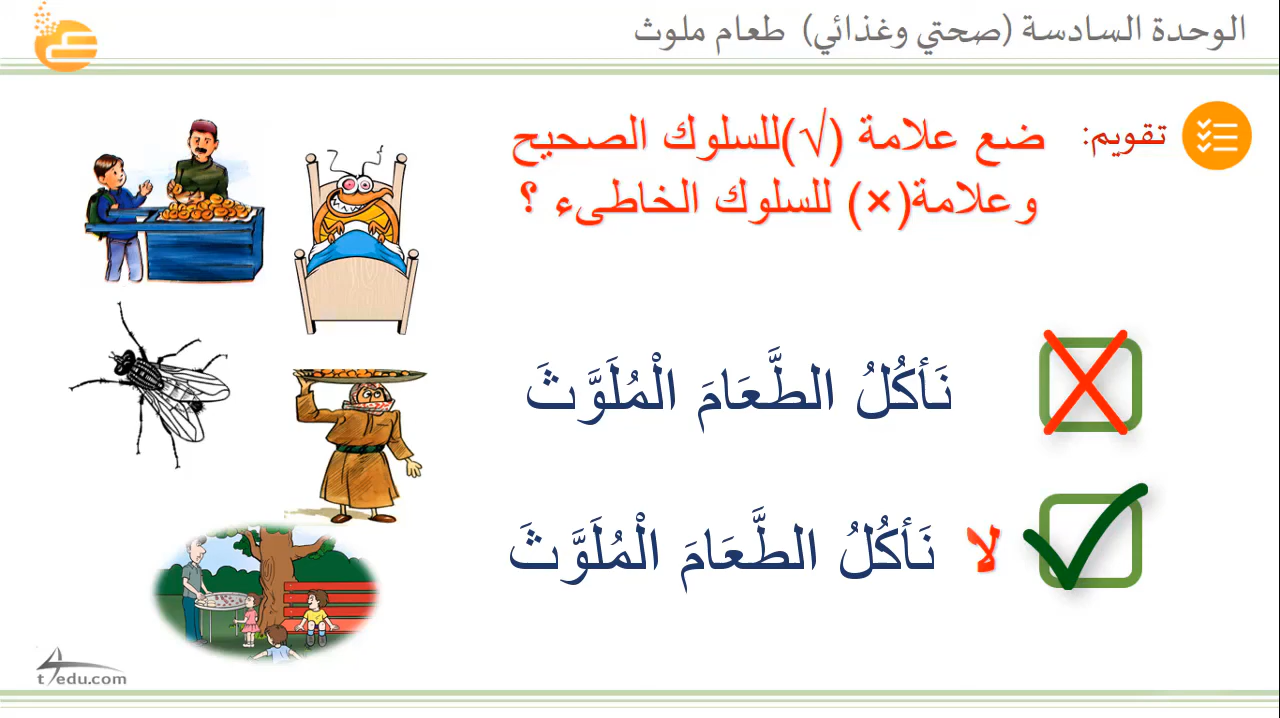 الوحدة السادسة (صحتي وغذائي) طعام ملوث
تقويم:
ضع علامة (√)للسلوك الصحيح
وعلامة(×) للسلوك الخاطىء ؟
نَأكُلُ الطَّعَامَ الْمُلَوَّثَ
لا نَأكُلُ الطَّعَامَ الْمُلَوَّثَ
t4edu.com